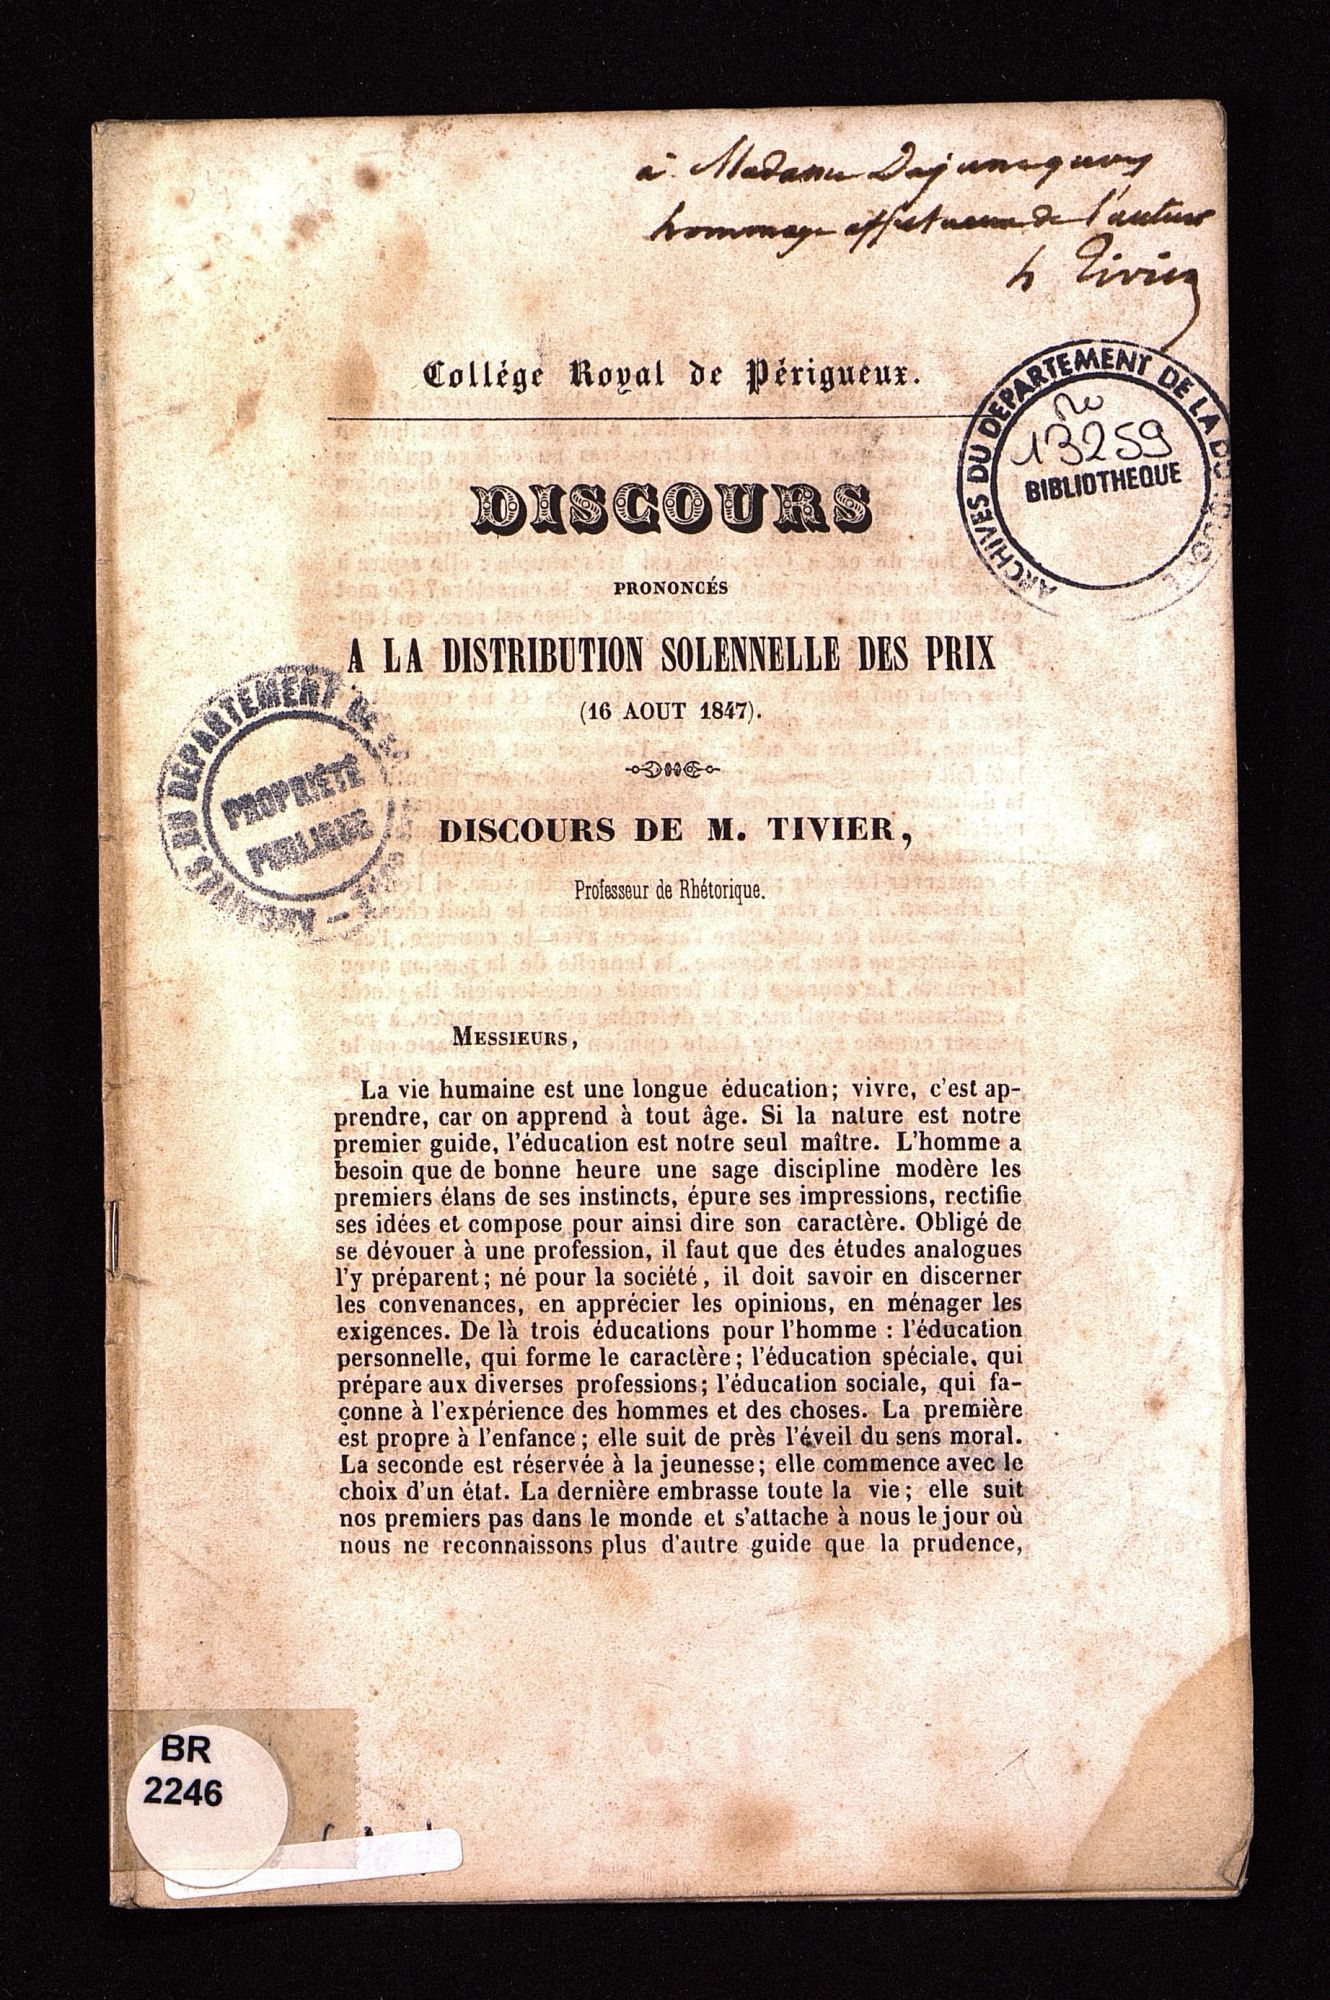 à Madame
hommage affectueux de l'auteur
h Tivier
Collége Royal de Périgueux.
ARCHIVES DU DEPARTEMENT DE LA DORDOGNE
no
13259
BIBLIOTHEQUE
DISCOURS
PRONONCÉS
A LA DISTRIBUTION SOLENNELLE DES PRIX
(16 AOUT 1847).
ARCHIVES DU DÉPARTEMENT DE LA
PROPRIÉTÉ
PUBLIQUE
DISCOURS DE M. TIVIER,
Professeur de Rhétorique.
MESSIEURS,
La vie humaine est une longue éducation; vivre, c'est ap-
prendre, car on apprend à tout âge. Si la nature est notre
premier guide, l'éducation est notre seul maître. L'homme a
besoin que de bonne heure une sage discipline modère les
premiers élans de ses instincts, épure ses impressions, rectifie
ses idées et compose pour ainsi dire son caractère. Obligé de
se dévouer à une profession, il faut que des études analogues
l'y préparent; né pour la société, il doit savoir en discerner
les convenances, en apprécier les opinions, en ménager les
exigences. De là trois éducations pour l'homme : l'éducation
personnelle, qui forme le caractère; l'éducation spéciale, qui
prépare aux diverses professions; l'éducation sociale, qui fa-
çonne à l'expérience des hommes et des choses. La première
est propre à l'enfance; elle suit de près l'éveil du sens moral.
La seconde est réservée à la jeunesse; elle commence avec le
choix d'un état. La dernière embrasse toute la vie; elle suit
nos premiers pas dans le monde et s'attache à nous le jour où
nous ne reconnaissons plus d'autre guide que la prudence,
BR
2246